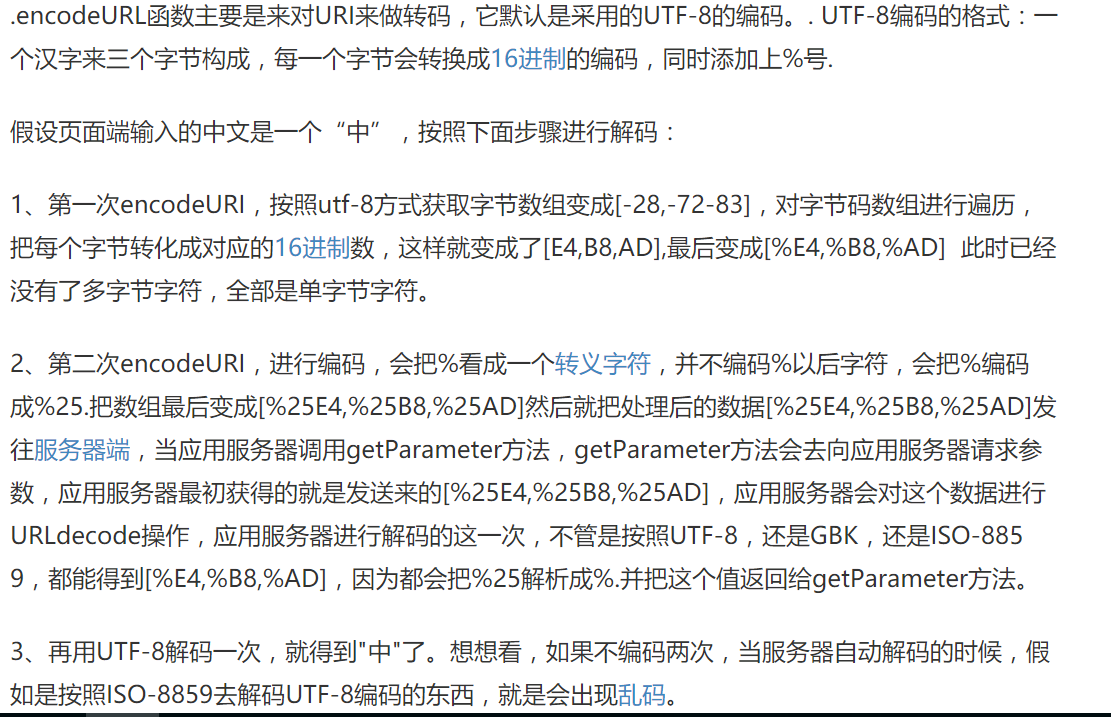 .encodeURL函数主要是来对URI来做转码，它默认是采用的UTF-8的编码。. UTF-8编码的格式：一
个汉字来三个字节构成，每一个字节会转换成16进制的编码，同时添加上%号.
假设页面端输入的中文是一个“中”，按照下面步骤进行解码：
1、第一次encodeURI，按照utf-8方式获取字节数组变成[-28,-72-83]，对字节码数组进行遍历，
把每个字节转化成对应的16进制数，这样就变成了[E4,B8,AD],最后变成[%E4,%B8,%AD] 此时已经
没有了多字节字符，全部是单字节字符。
2、第二次encodeURI，进行编码，会把%看成一个转义字符，并不编码%以后字符，会把%编码
成%25.把数组最后变成[%25E4,%25B8,%25AD]然后就把处理后的数据[%25E4,%25B8,%25AD]发
往服务器端，当应用服务器调用getParameter方法，getParameter方法会去向应用服务器请求参
数，应用服务器最初获得的就是发送来的[%25E4,%25B8,%25AD]，应用服务器会对这个数据进行
URLdecode操作，应用服务器进行解码的这一次，不管是按照UTF-8，还是GBK，还是ISO-885
9，都能得到[%E4,%B8,%AD]，因为都会把%25解析成%.并把这个值返回给getParameter方法。
3、再用UTF-8解码一次，就得到"中"了。想想看，如果不编码两次，当服务器自动解码的时候，假
如是按照ISO-8859去解码UTF-8编码的东西，就是会出现乱码。